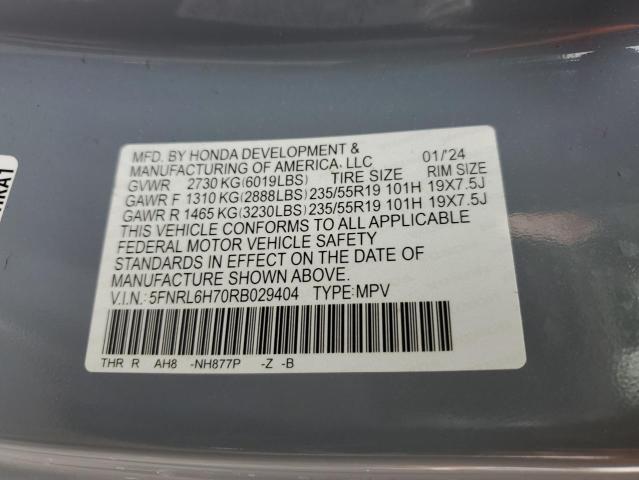 MFD. BY HONDA DEVELOPMENT &
MANUFACTURING OF AMERICA, LLC 01/'24
GVWR 2730 KG(6019LBS) TIRE SIZE RIM SIZE
GAWR F 1310 KG(2888LBS) 235/55R19 101H 19X7.5J
GAWR R 1465 KG(3230LBS) 235/55R19 101H 19X7.5J
THIS VEHICLE CONFORMS TO ALL APPLICABLE
FEDERAL MOTOR VEHICLE SAFETY
STANDARDS IN EFFECT ON THE DATE OF
MANUFACTURE SHOWN ABOVE.
V.I.N.: 5FNRL6H70RB029404 TYPE:MPV
THR R AH8 -NH877P -Z -B